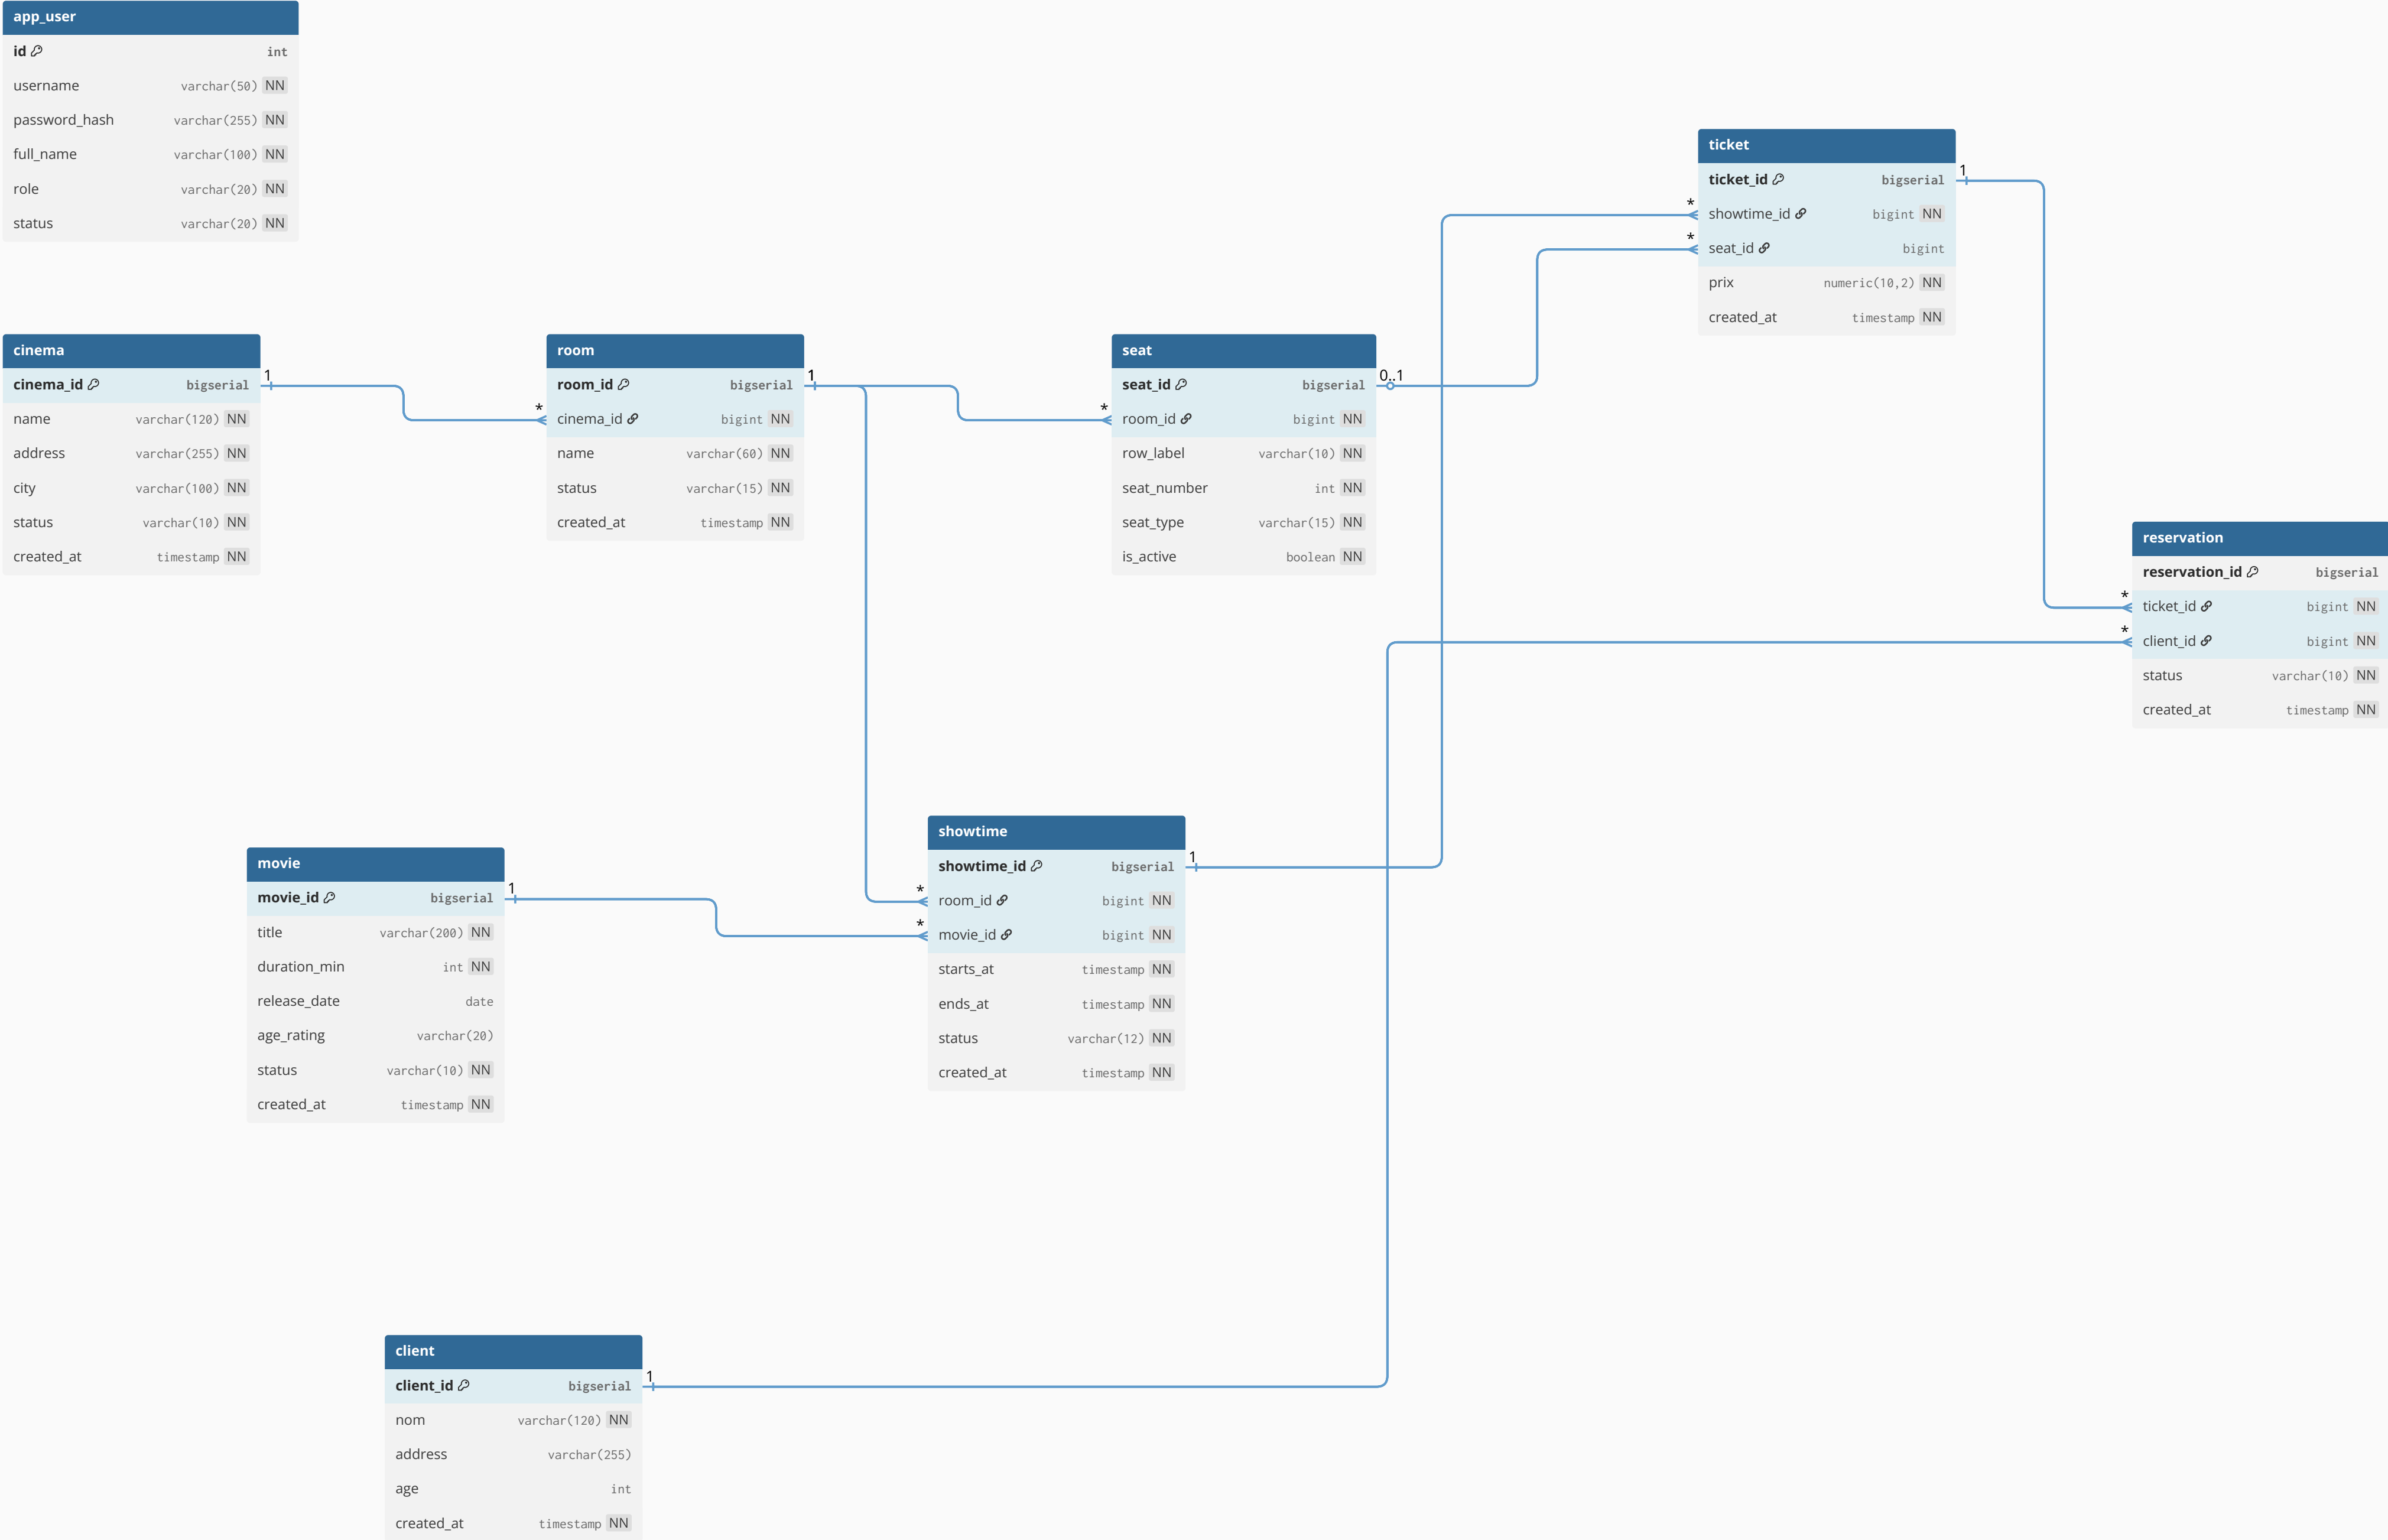 app_user
id int
username varchar(50) NN
password_hash varchar(255) NN
full_name varchar(100) NN
role varchar(20) NN
status varchar(20) NN
ticket
ticket_id bigserial 1
* showtime_id bigint NN
* seat_id bigint
prix numeric(10,2) NN
created_at timestamp NN
cinema
cinema_id bigserial 1
name varchar(120) NN
address varchar(255) NN
city varchar(100) NN
status varchar(10) NN
created_at timestamp NN
room
room_id bigserial 1
* cinema_id bigint NN
name varchar(60) NN
status varchar(15) NN
created_at timestamp NN
seat
seat_id bigserial 0..1
* room_id bigint NN
row_label varchar(10) NN
seat_number int NN
seat_type varchar(15) NN
is_active boolean NN
reservation
reservation_id bigserial
* ticket_id bigint NN
* client_id bigint NN
status varchar(10) NN
created_at timestamp NN
movie
movie_id bigserial 1
title varchar(200) NN
duration_min int NN
release_date date
age_rating varchar(20)
status varchar(10) NN
created_at timestamp NN
showtime
showtime_id bigserial 1
* room_id bigint NN
* movie_id bigint NN
starts_at timestamp NN
ends_at timestamp NN
status varchar(12) NN
created_at timestamp NN
client
client_id bigserial 1
nom varchar(120) NN
address varchar(255)
age int
created_at timestamp NN